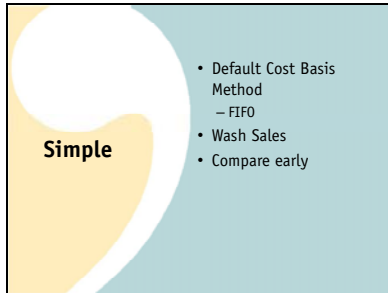 Simple
• Default Cost Basis
Method
– FIFO
• Wash Sales
• Compare early